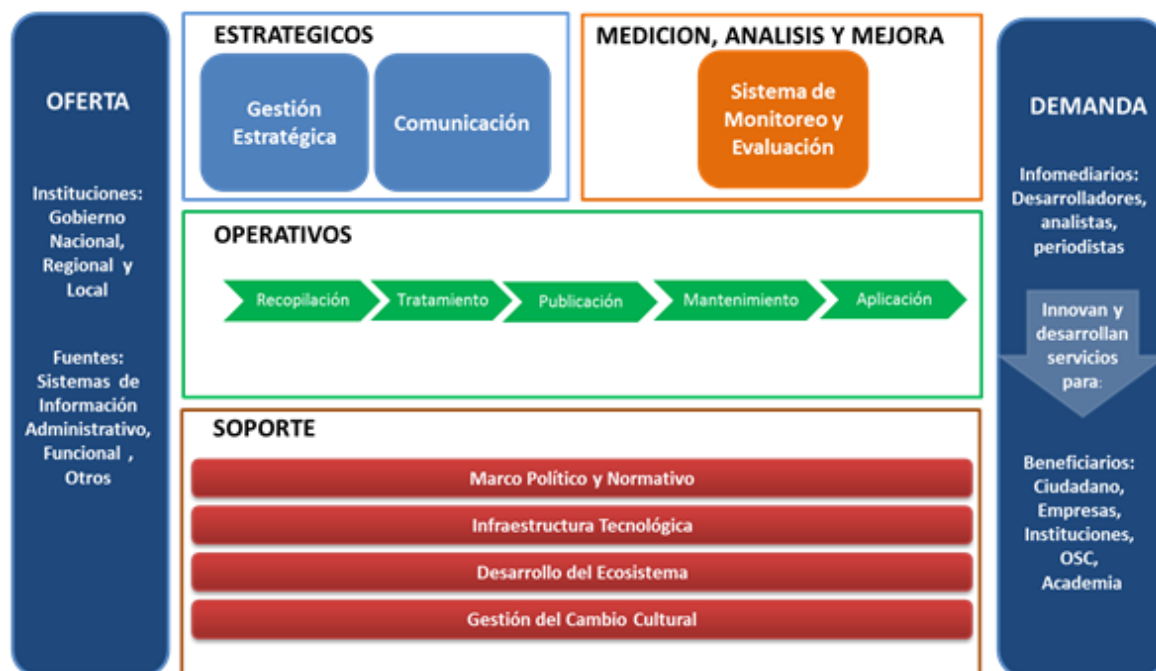 OFERTA
Instituciones:
Gobierno
Nacional,
Regional y
Local
Fuentes:
Sistemas de
Información
Administrativo,
Funcional ,
Otros
ESTRATEGICOS
Gestión
Estratégica
Comunicación
MEDICION, ANALISIS Y MEJORA
Sistema de
Monitoreo y
Evaluación
OPERATIVOS
Recopilación
Tratamiento
Publicación
Mantenimiento
Aplicación
SOPORTE
Marco Político y Normativo
Infraestructura Tecnológica
Desarrollo del Ecosistema
Gestión del Cambio Cultural
DEMANDA
Infomediarios:
Desarrolladores,
analistas,
periodistas
Innovan y
desarrollan
servicios
para:
Beneficiarios:
Ciudadano,
Empresas,
Instituciones,
OSC,
Academia